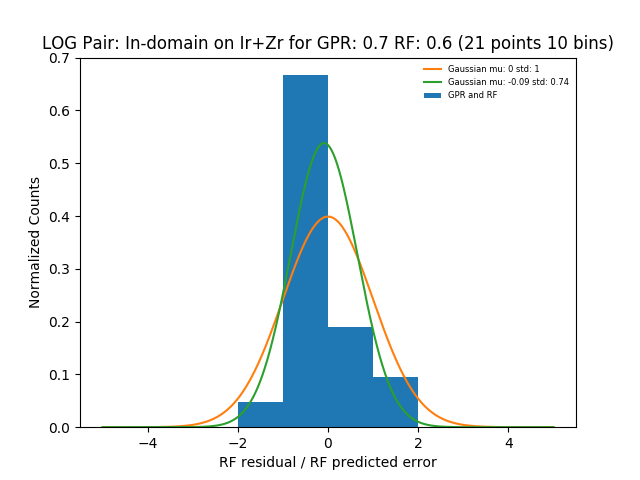 LOG Pair: In-domain on Ir+Zr for GPR: 0.7 RF: 0.6 (21 points 10 bins)
Gaussian mu: 0 std: 1
Gaussian mu: -0.09 std: 0.74
GPR and RF
Normalized Counts
0.7
0.6
0.5
0.4
0.3
0.2
0.1
0.0
−4 −2 0 2 4
RF residual / RF predicted error